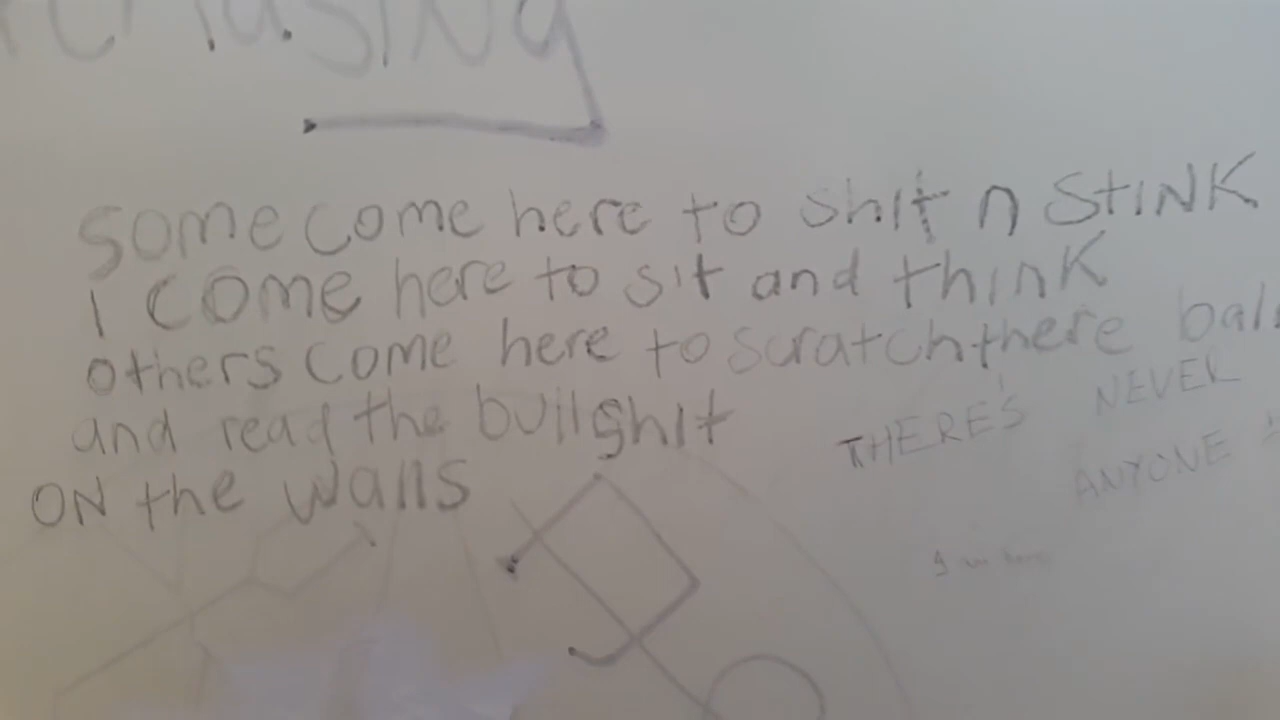 some come here to shit n STINK
I COME here to sit and think
others come here to scratch there bal
and read the bullshit
ON the walls
THERE'S NEVER
ANYONE